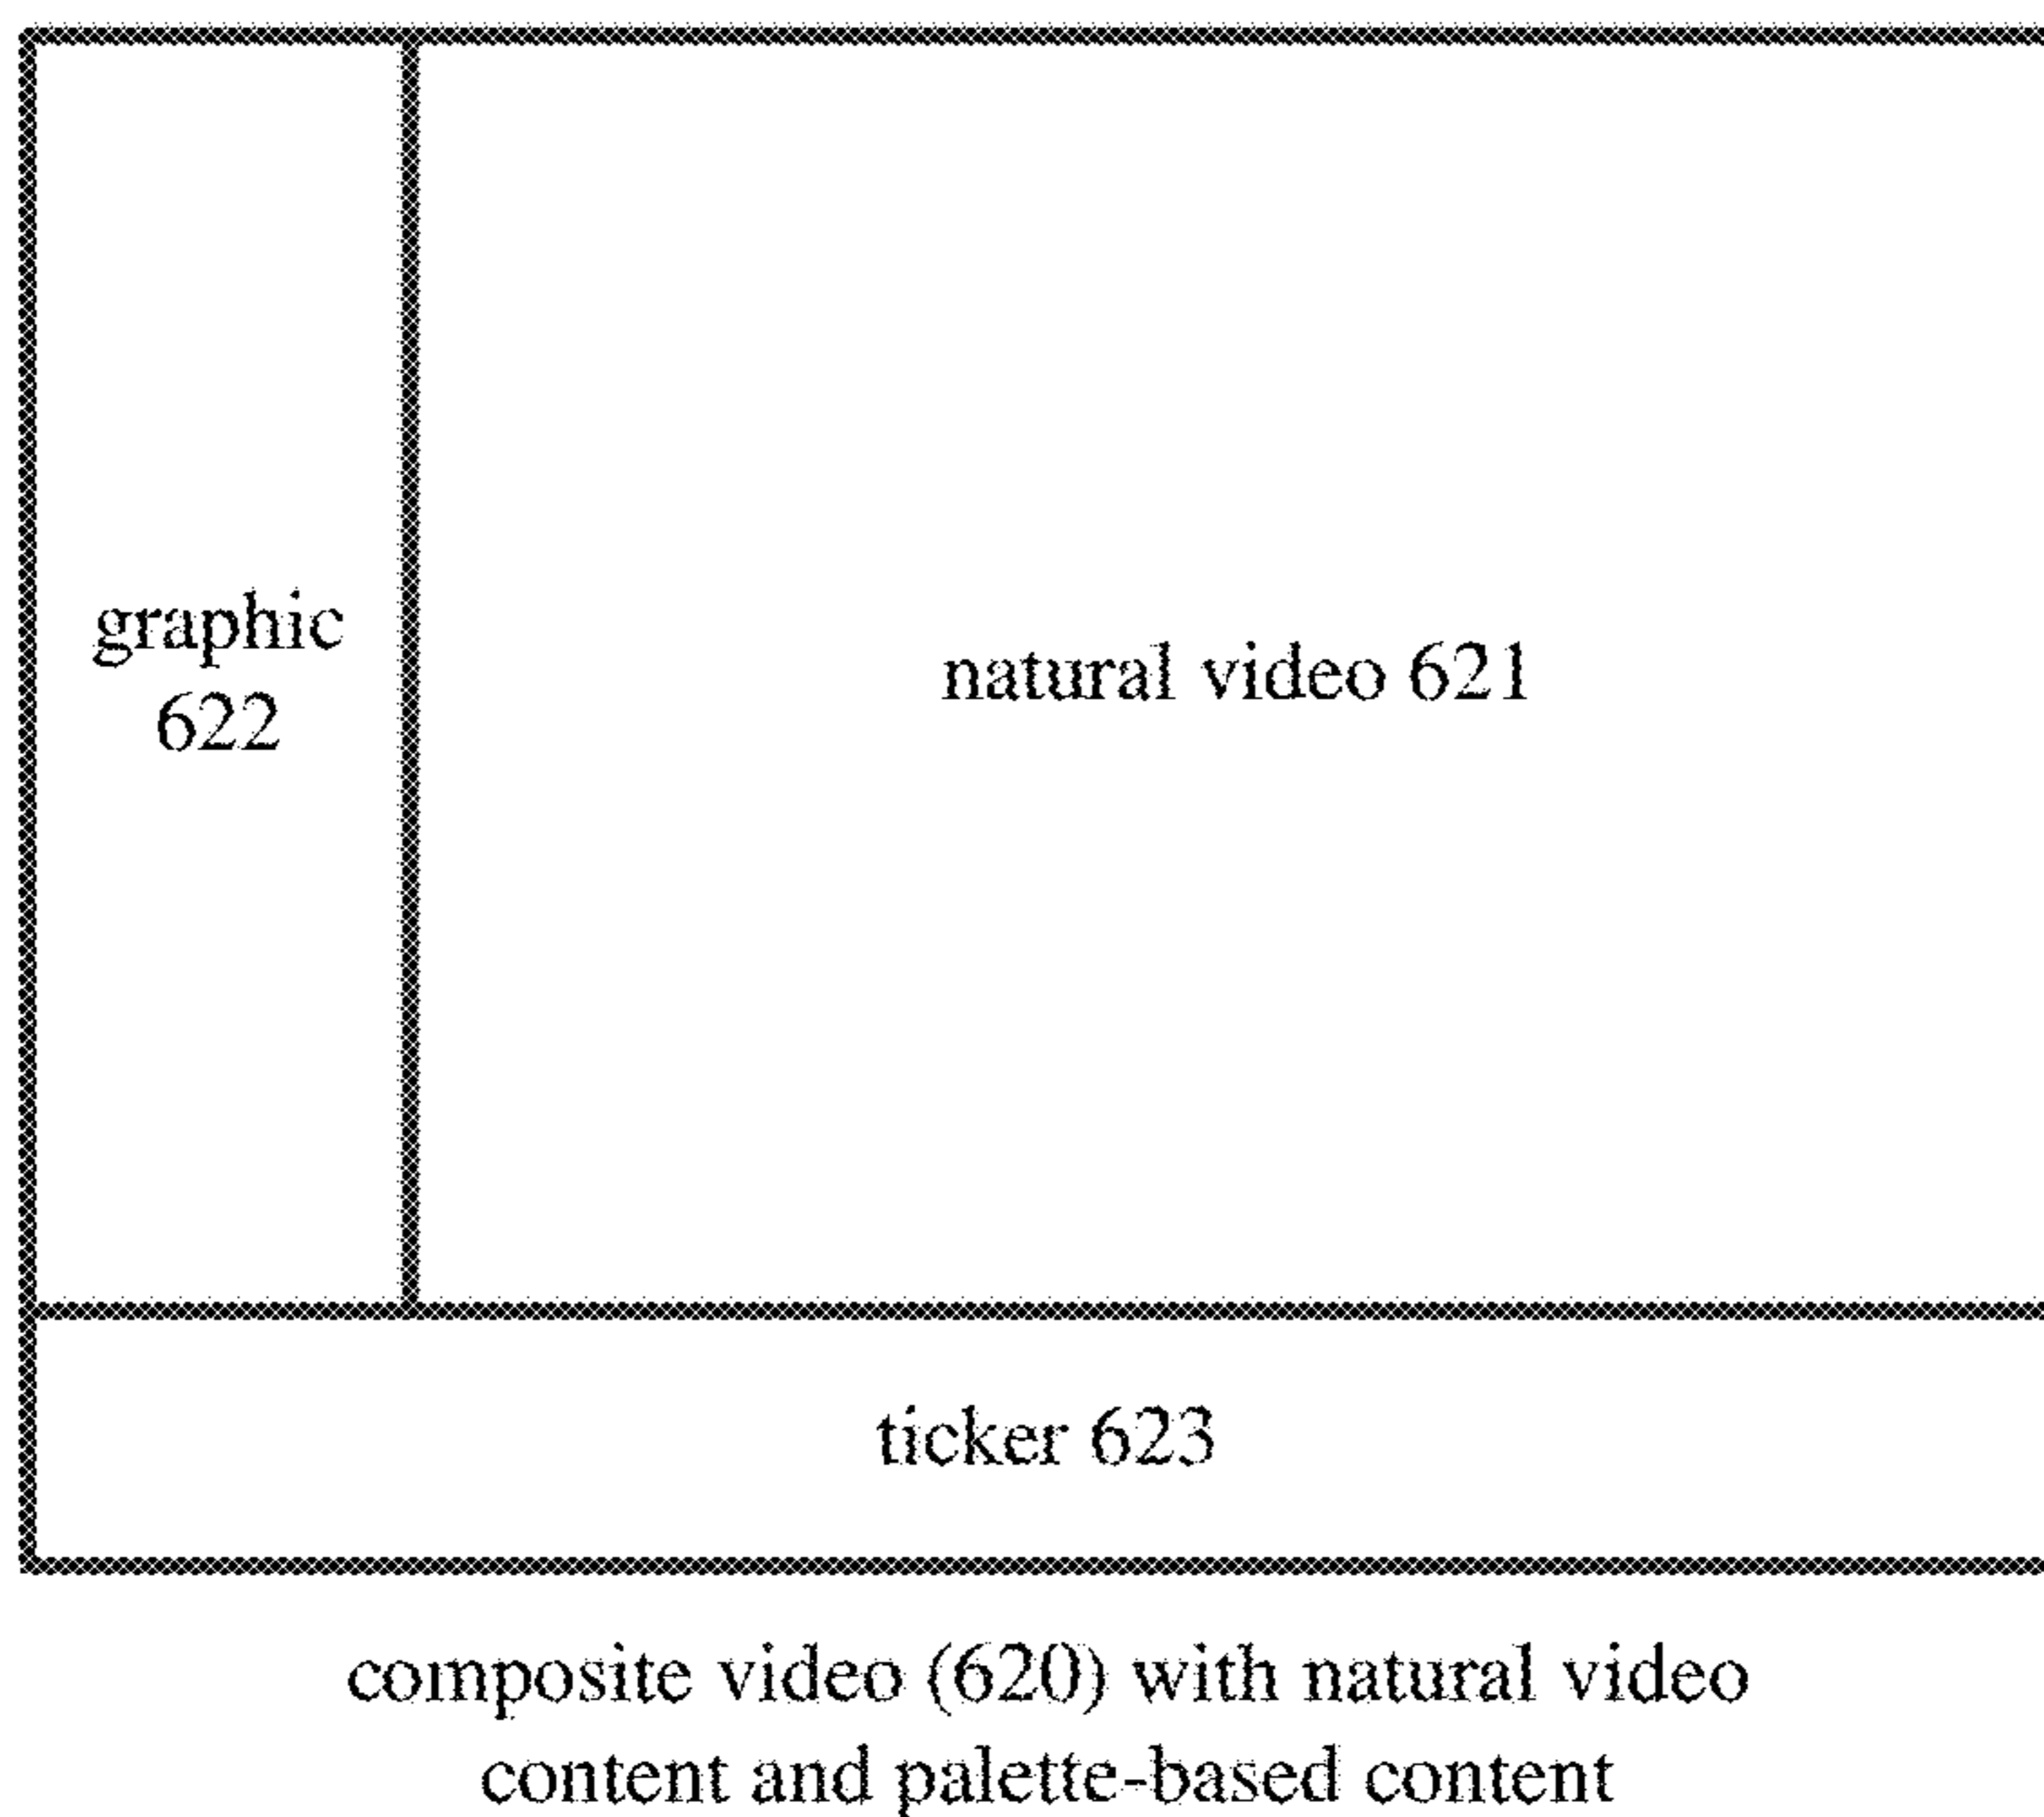 graphic
622
natural video 621
ticker 623
composite video (620) with natural video
content and palette-based content